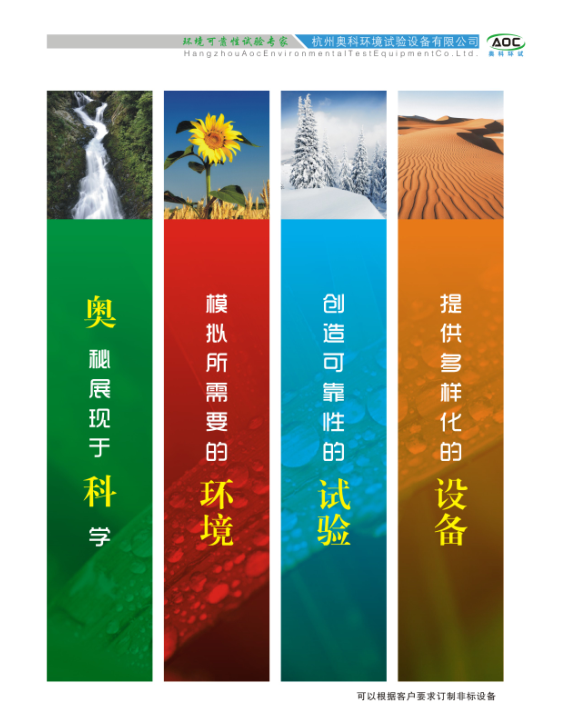 环境可靠性试验专家
杭州奥科环境试验设备有限公司
AOC
奥科环试
HangzhouAocEnvironmentalTestEquipmentCo.Ltd.
奥秘展现于科学
模拟所需要的环境
创造可靠性的试验
提供多样化的设备
可以根据客户要求订制非标设备